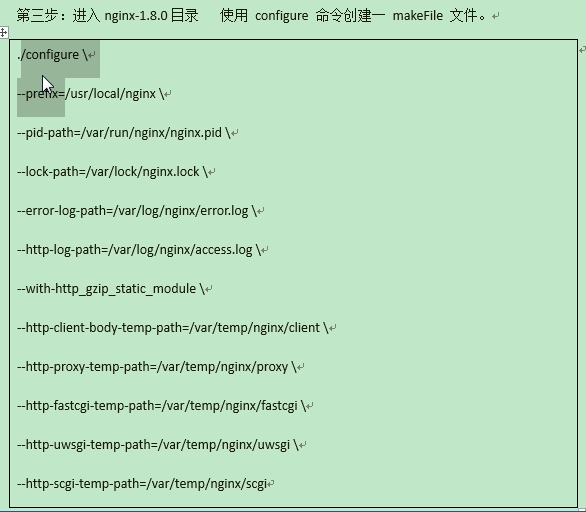 第三步：进入 nginx-1.8.0 目录 使用 configure 命令创建一 makeFile 文件。
./configure \
--prefix=/usr/local/nginx \
--pid-path=/var/run/nginx/nginx.pid \
--lock-path=/var/lock/nginx.lock \
--error-log-path=/var/log/nginx/error.log \
--http-log-path=/var/log/nginx/access.log \
--with-http_gzip_static_module \
--http-client-body-temp-path=/var/temp/nginx/client \
--http-proxy-temp-path=/var/temp/nginx/proxy \
--http-fastcgi-temp-path=/var/temp/nginx/fastcgi \
--http-uwsgi-temp-path=/var/temp/nginx/uwsgi \
--http-scgi-temp-path=/var/temp/nginx/scgi